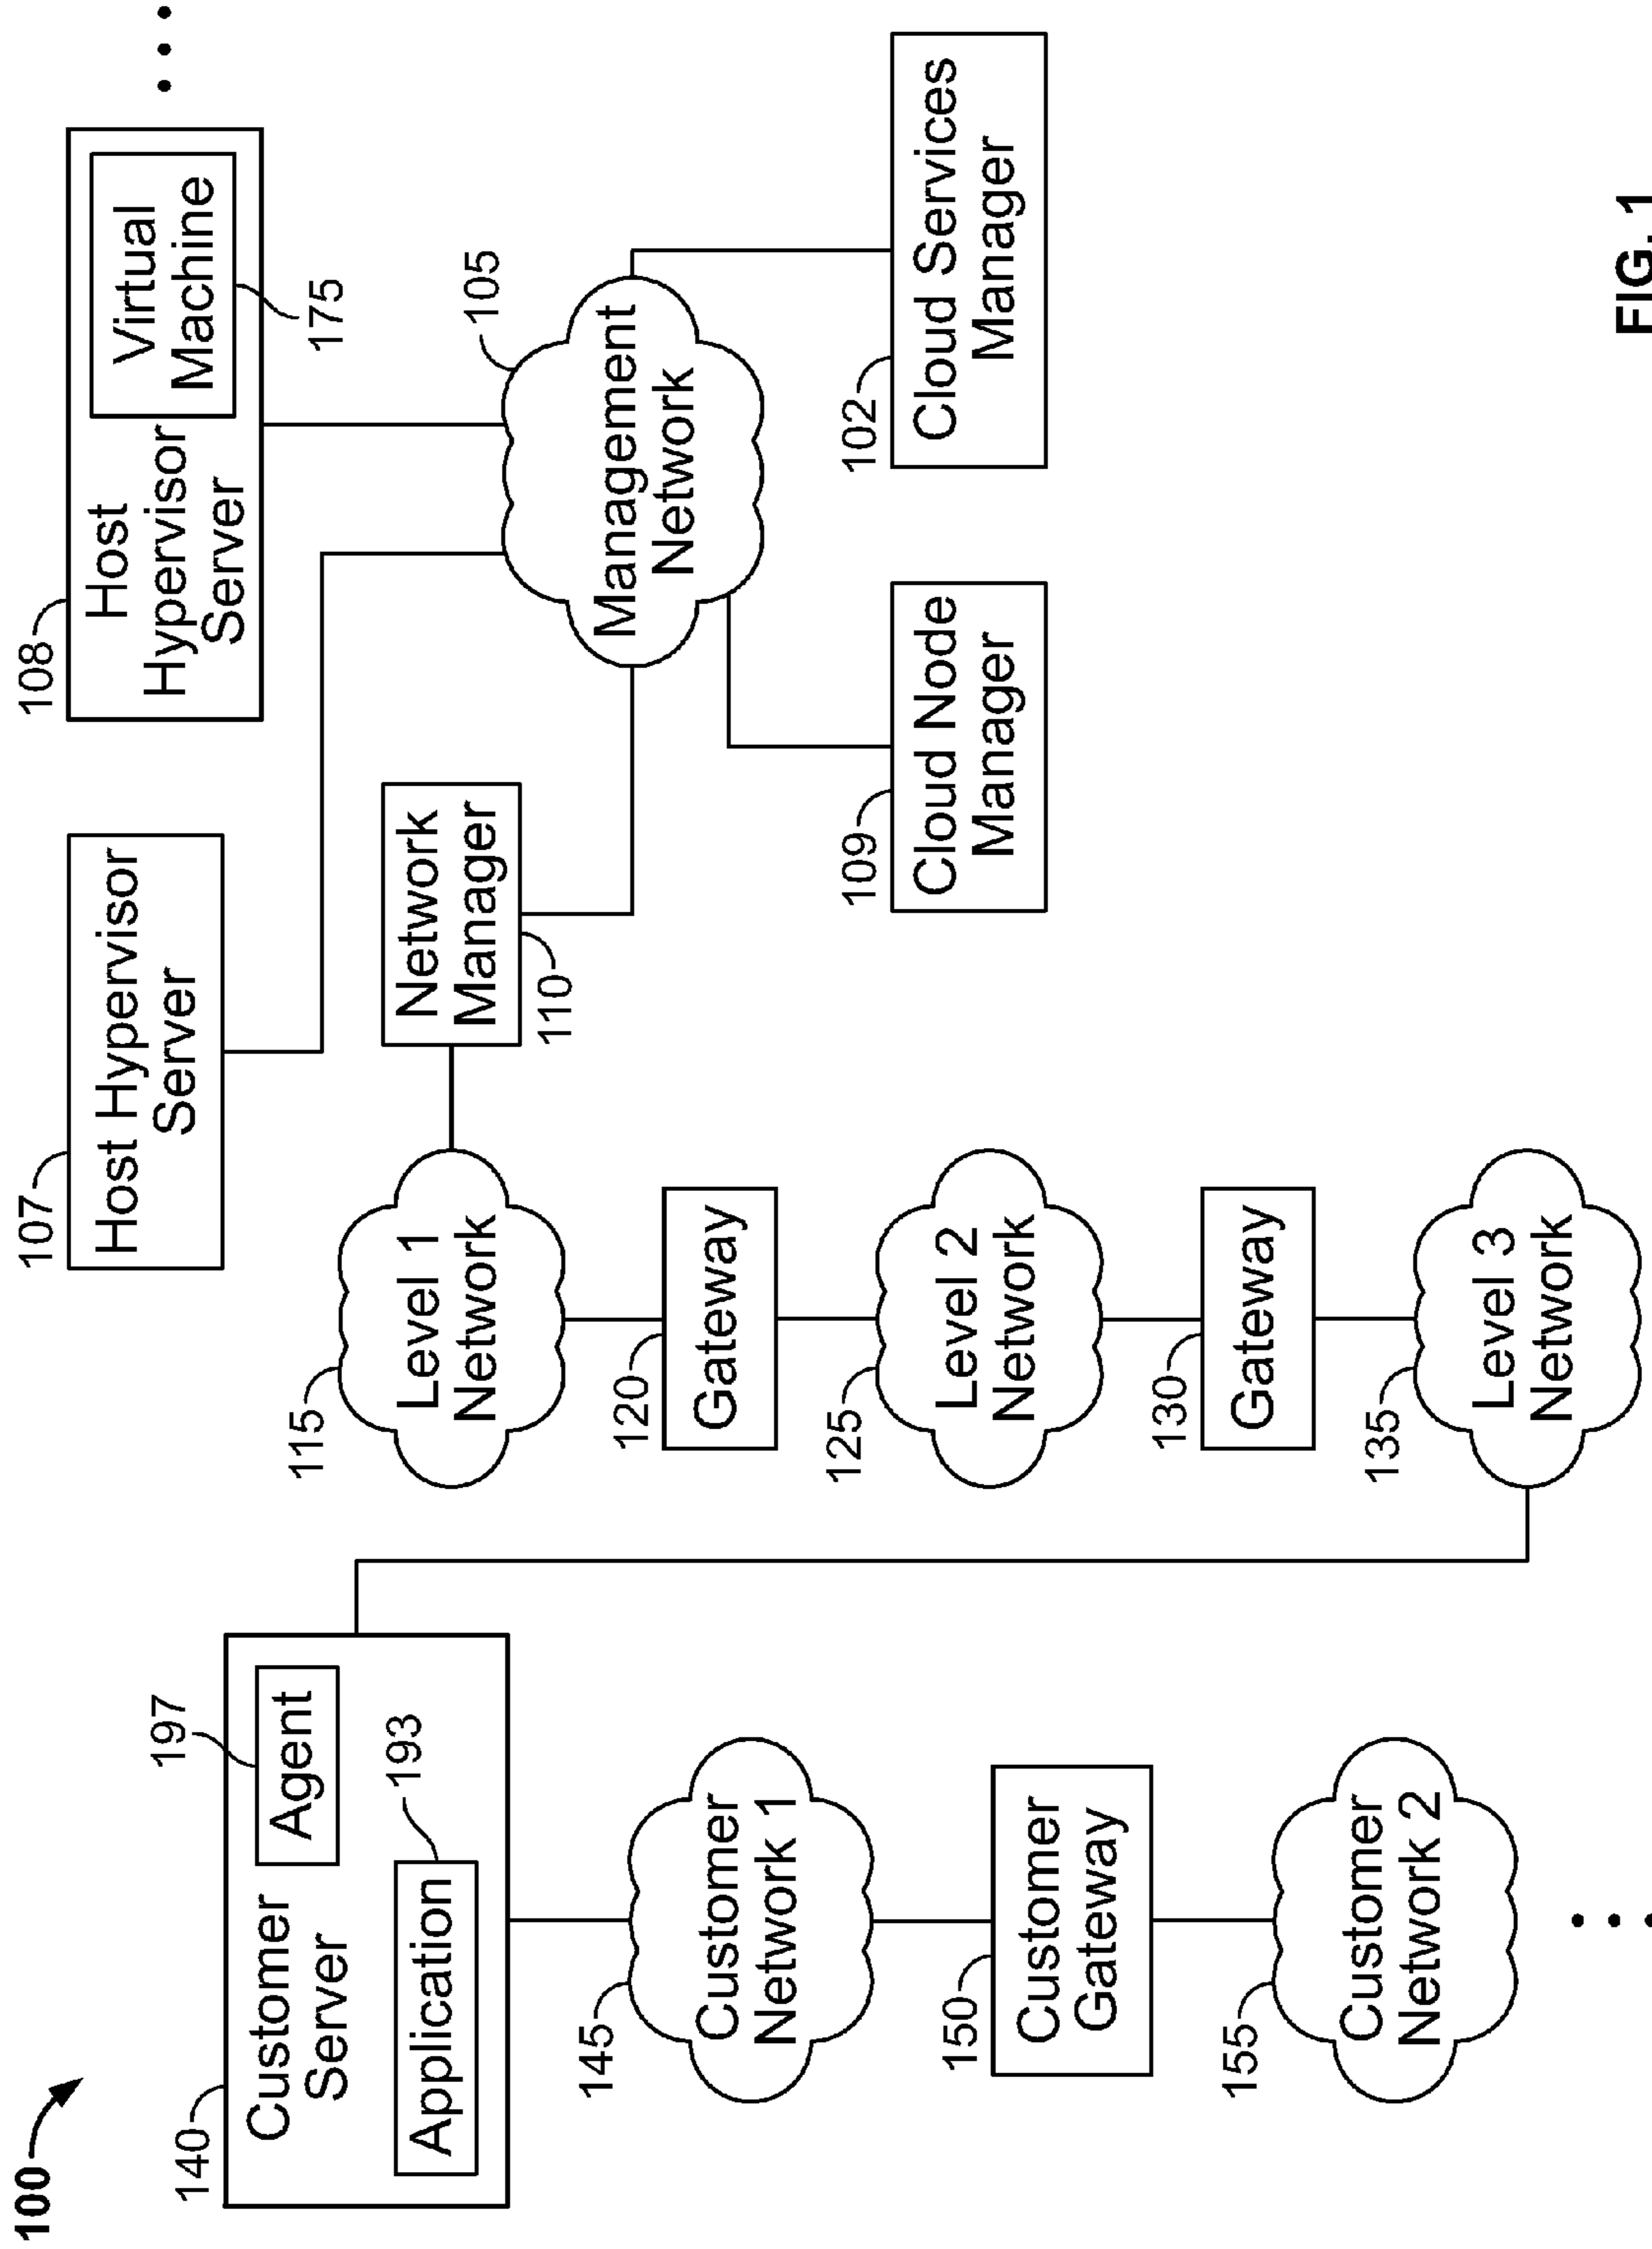 100
140
Customer
Server
Agent
197
Application
193
145
Customer
Network 1
150
Customer
Gateway
155
Customer
Network 2
107
Host Hypervisor
Server
115
Level 1
Network
120
Gateway
125
Level 2
Network
130
Gateway
135
Level 3
Network
Network
Manager
110
108
Host
Hypervisor
Server
Virtual
Machine
175
105
Management
Network
109
Cloud Node
Manager
102
Cloud Services
Manager
FIG. 1